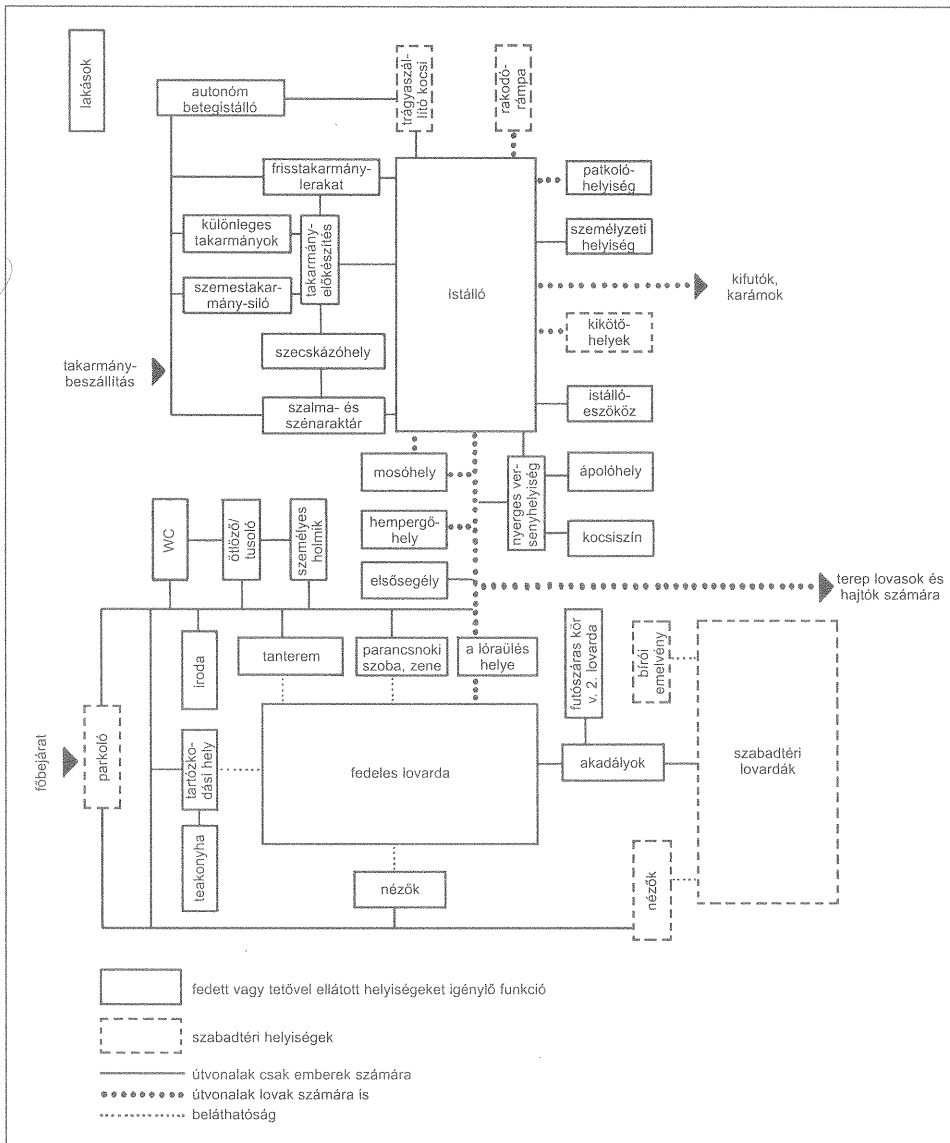 lakások
autonóm
betegistálló
trágyaszál-
lító kocsi
rakodó-
rámpa
frisstakarmány-
lerakat
patkoló-
helyiség
különleges
takarmányok
takarmány-
előkészítés
személyzeti
helyiség
istálló
szemestakar-
mány-siló
kifutók,
karámok
kikötő-
helyek
szecskázóhely
takarmány-
beszállítás
szalma- és
szénaraktár
istálló-
eszököz
mosóhely
nyerges ver-
senyhelyiség
ápolóhely
WC
ötlöző/
tusoló
személyes
holmik
hempergő-
hely
kocsiszín
elsősegély
terep lovasok és
hajtók számára
iroda
tanterem
parancsnoki
szoba, zene
a lóraülés
helye
futószáras kör
v. 2. lovarda
bírói
emelvény
főbejárat
parkoló
tartózko-
dási hely
fedeles lovarda
akadályok
szabadtéri
lovardák
teakonyha
nézők
nézők
fedett vagy tetővel ellátott helyiségeket igénylő funkció
szabadtéri helyiségek
útvonalak csak emberek számára
útvonalak lovak számára is
beláthatóság